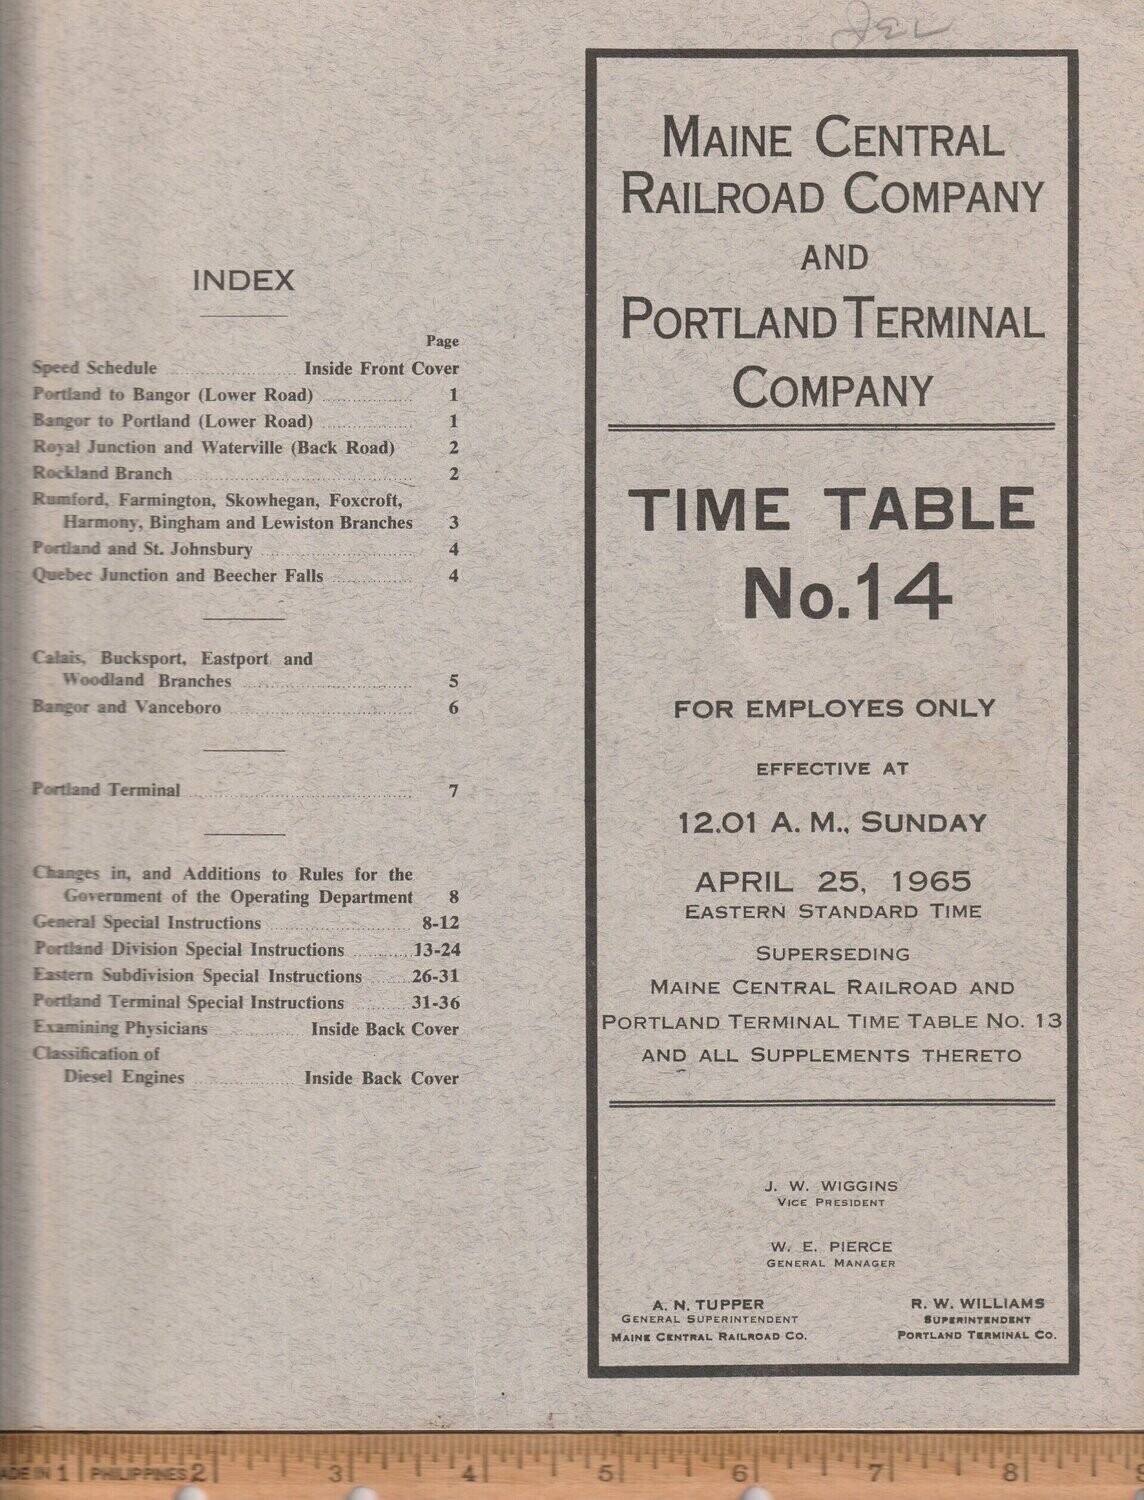 INDEX
Page
Speed Schedule Inside Front Cover
Portland to Bangor (Lower Road) 1
Bangor to Portland (Lower Road) 1
Royal Junction and Waterville (Back Road) 2
Rockland Branch 2
Rumford, Farmington, Skowhegan, Foxcroft,
Harmony, Bingham and Lewiston Branches 3
Portland and St. Johnsbury 4
Quebec Junction and Beecher Falls 4
Calais, Bucksport, Eastport and
Woodland Branches 5
Bangor and Vanceboro 6
Portland Terminal 7
Changes in, and Additions to Rules for the
Government of the Operating Department 8
General Special Instructions 8-12
Portland Division Special Instructions 13-24
Eastern Subdivision Special Instructions 26-31
Portland Terminal Special Instructions 31-36
Examining Physicians Inside Back Cover
Classification of
Diesel Engines Inside Back Cover
MAINE CENTRAL
RAILROAD COMPANY
AND
PORTLAND TERMINAL
COMPANY
TIME TABLE
No. 14
FOR EMPLOYES ONLY
EFFECTIVE AT
12.01 A. M., SUNDAY
APRIL 25, 1965
EASTERN STANDARD TIME
SUPERSEDING
MAINE CENTRAL RAILROAD AND
PORTLAND TERMINAL TIME TABLE NO. 13
AND ALL SUPPLEMENTS THERETO
J. W. WIGGINS
VICE PRESIDENT
W. E. PIERCE
GENERAL MANAGER
A. N. TUPPER
GENERAL SUPERINTENDENT
MAINE CENTRAL RAILROAD CO.
R. W. WILLIAMS
SUPERINTENDENT
PORTLAND TERMINAL CO.
ADE IN 1 PHILIPPINES 2 3 4 5 6 7 8